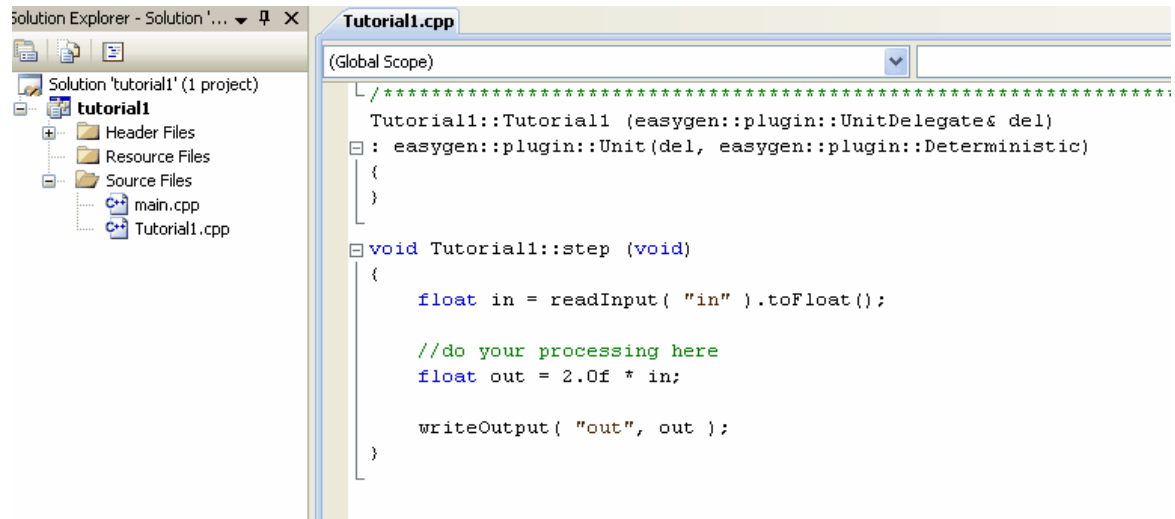 Solution Explorer - Solution '...
Solution 'tutorial1' (1 project)
tutorial1
Header Files
Resource Files
Source Files
main.cpp
Tutorial1.cpp
Tutorial1.cpp
(Global Scope)
/*********************************************************************
Tutorial1::Tutorial1 (easygen::plugin::UnitDelegate& del)
: easygen::plugin::Unit(del, easygen::plugin::Deterministic)
{
}
void Tutorial1::step (void)
{
float in = readInput( "in" ).toFloat();
//do your processing here
float out = 2.0f * in;
writeOutput( "out", out );
}